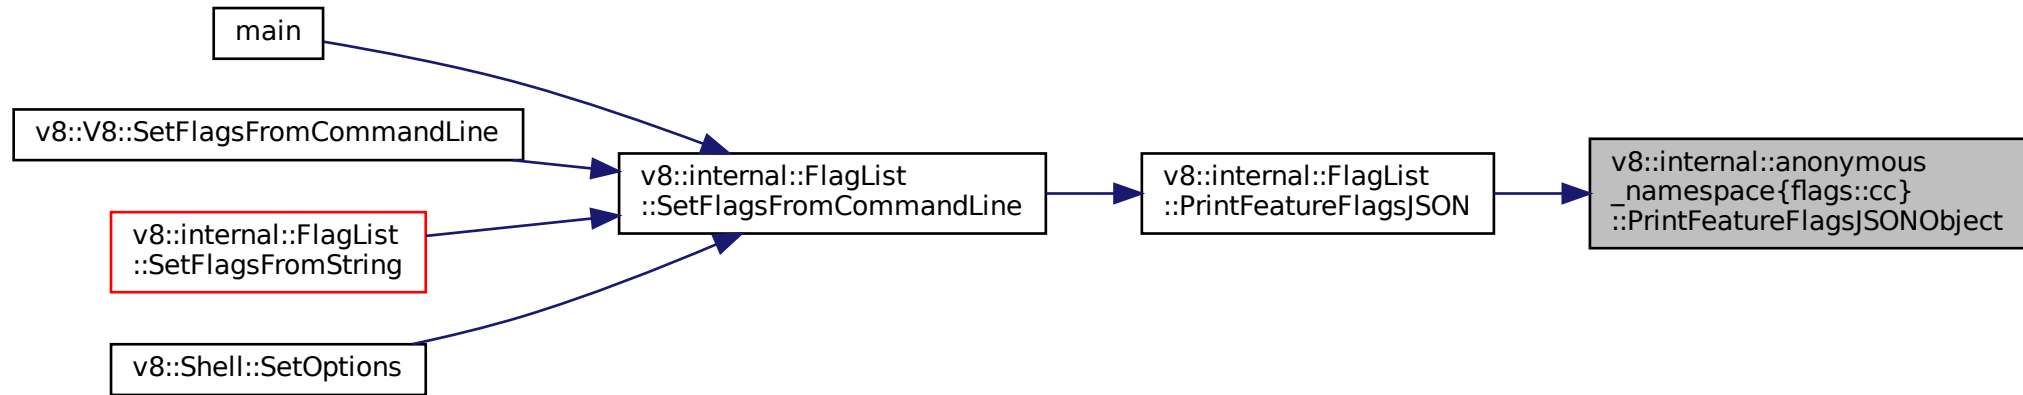 main
v8::V8::SetFlagsFromCommandLine
v8::internal::FlagList
::SetFlagsFromString
v8::Shell::SetOptions
v8::internal::FlagList
::SetFlagsFromCommandLine
v8::internal::FlagList
::PrintFeatureFlagsJSON
v8::internal::anonymous
_namespace{flags::cc}
::PrintFeatureFlagsJSONObject